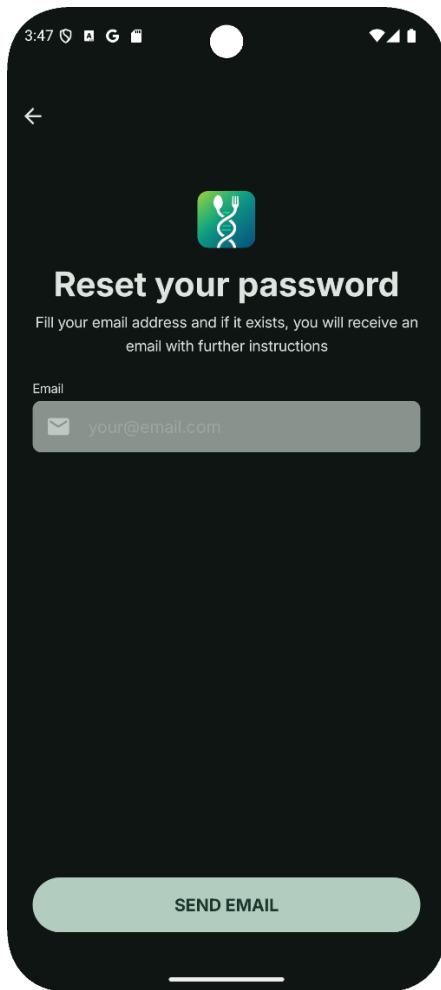 3:47
Reset your password
Fill your email address and if it exists, you will receive an
email with further instructions
Email
your@email.com
SEND EMAIL